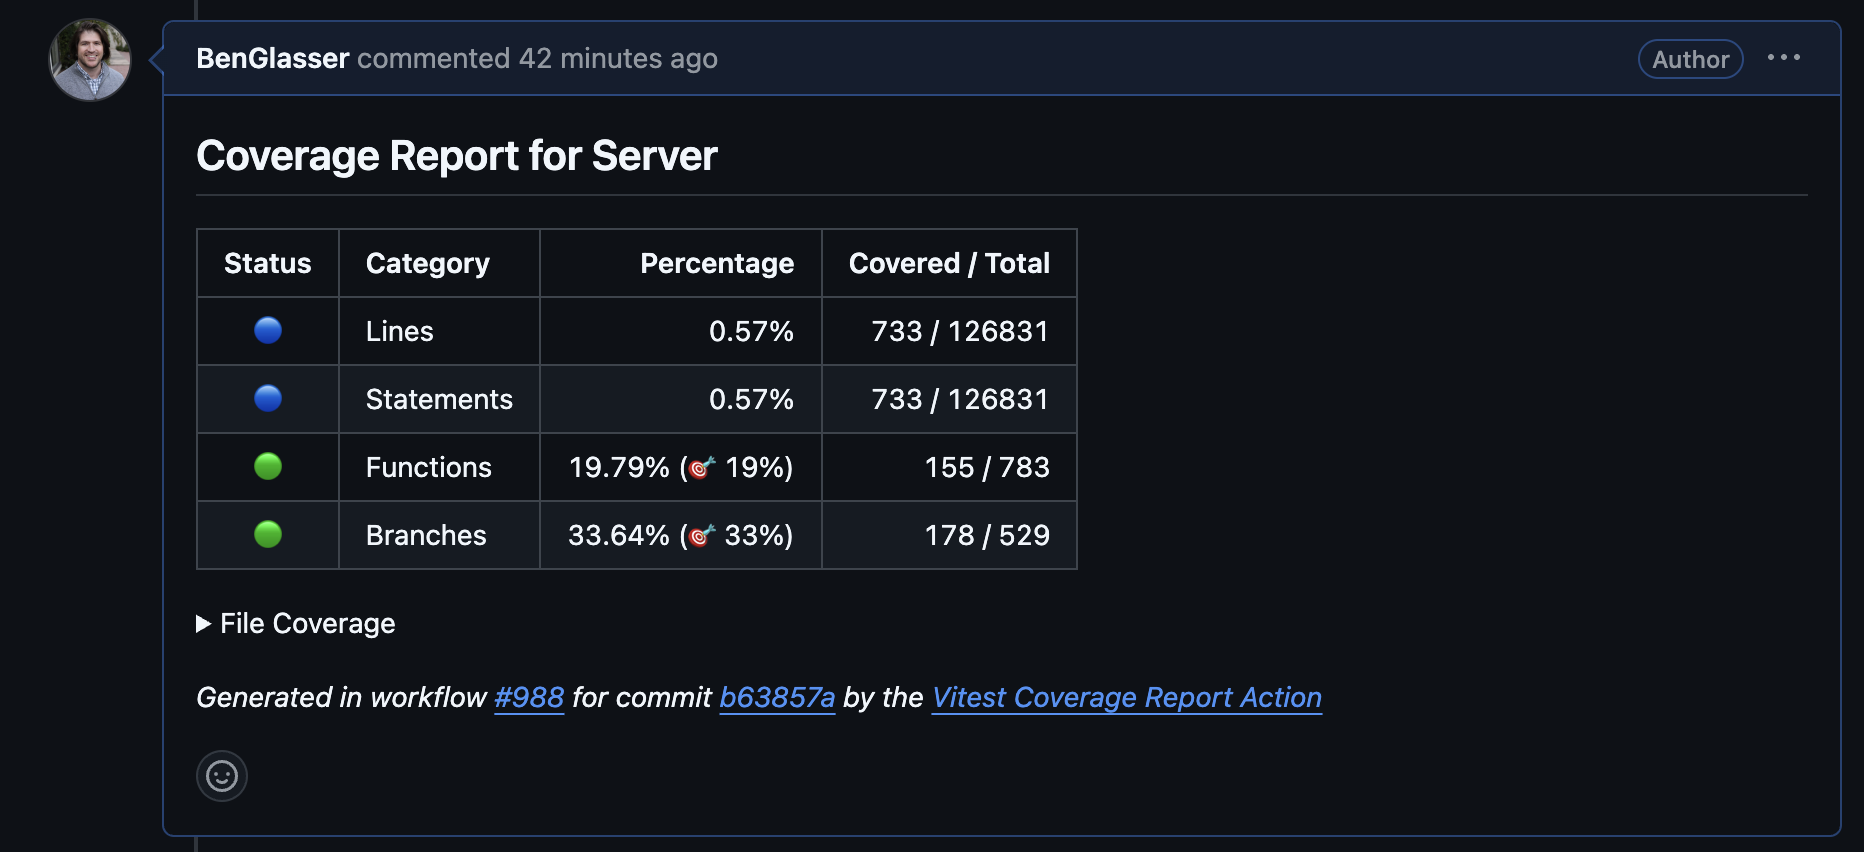 BenGlasser commented 42 minutes ago Author
Coverage Report for Server
Status Category Percentage Covered / Total
Lines 0.57% 733 / 126831
Statements 0.57% 733 / 126831
Functions 19.79% (🎯 19%) 155 / 783
Branches 33.64% (🎯 33%) 178 / 529
File Coverage
Generated in workflow #988 for commit b63857a by the Vitest Coverage Report Action